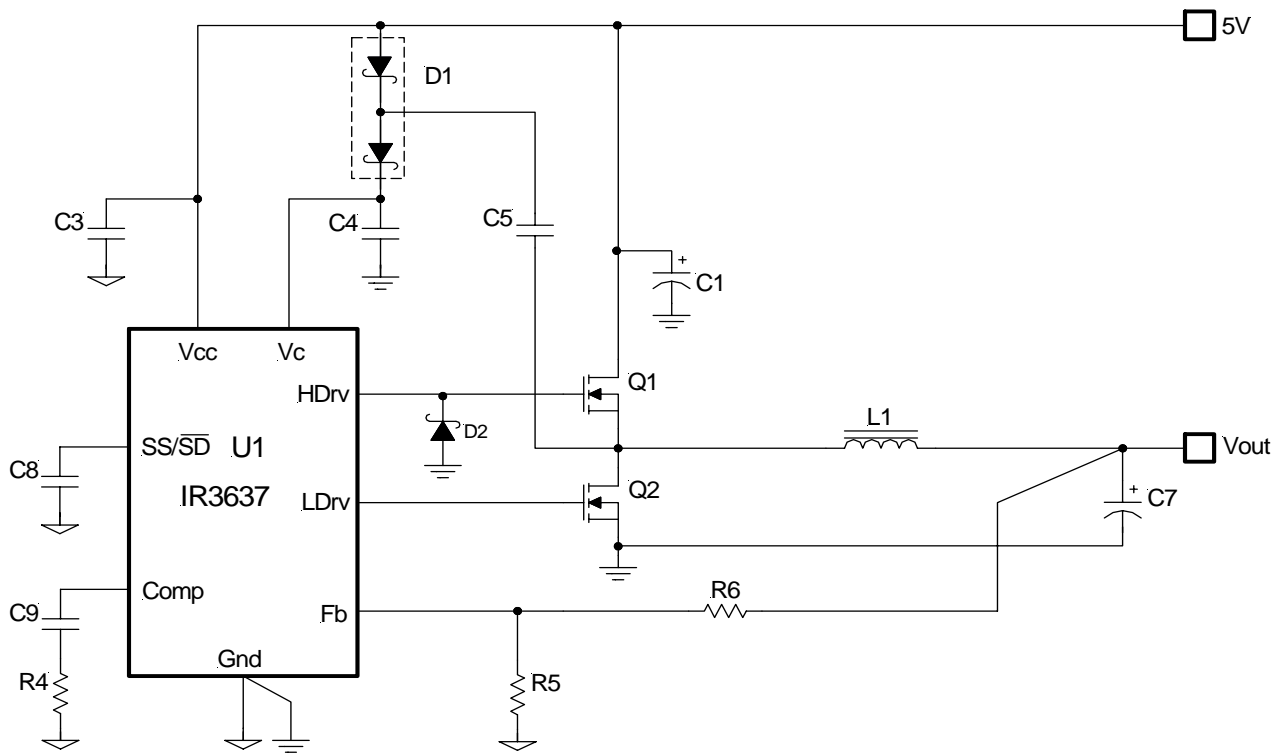 5V
D1
C3
C4
C5
+
C1
Vcc
Vc
HDrv
Q1
D2
L1
SS/S̅D̅
U1
Vout
C8
IR3637
LDrv
Q2
+
C7
Comp
C9
R6
Fb
Gnd
R4
R5